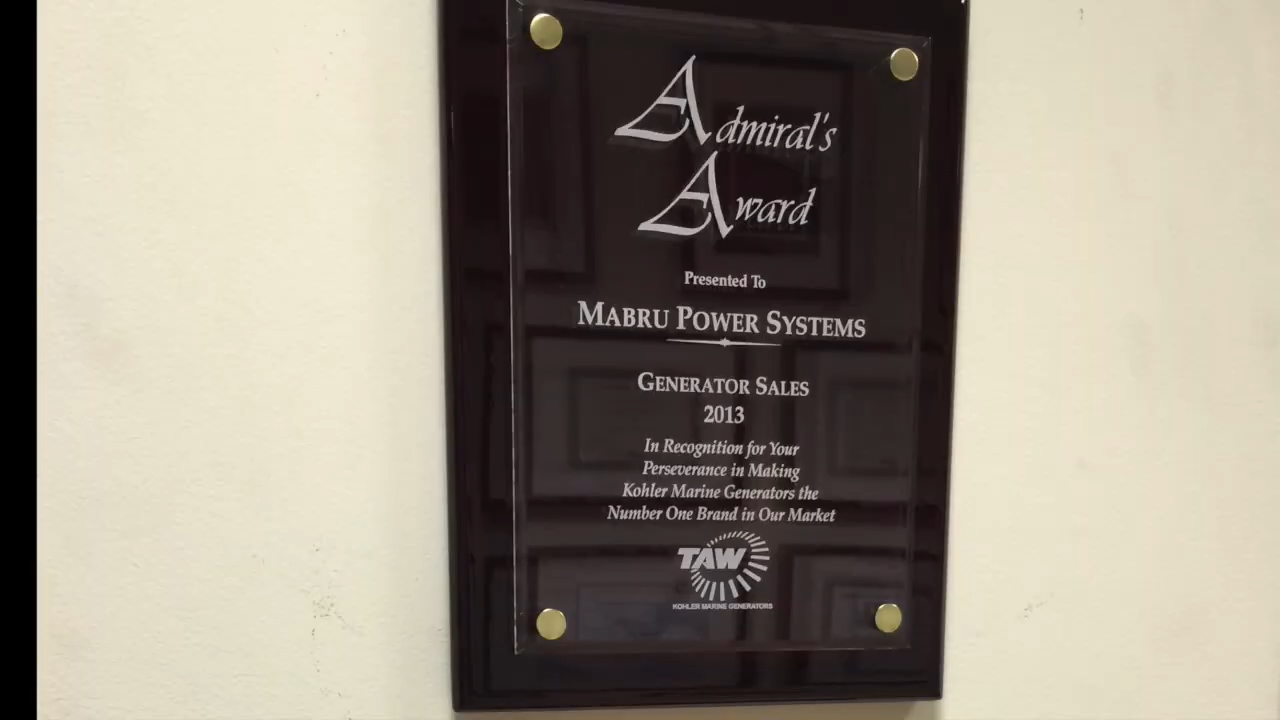 Admiral's
Award
Presented To
MABRU POWER SYSTEMS
GENERATOR SALES
2013
In Recognition for Your
Perseverance in Making
Kohler Marine Generators the
Number One Brand in Our Market
TAW
KOHLER MARINE GENERATORS